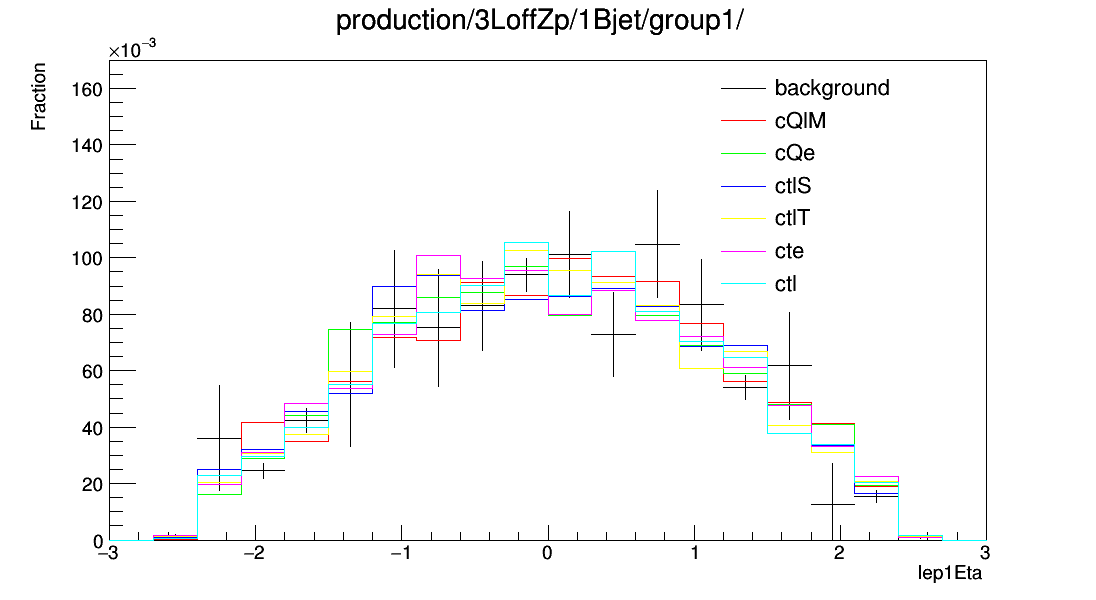 production/3LoffZp/1Bjet/group1/
×10⁻³
Fraction
160
140
120
100
80
60
40
20
0
background
cQlM
cQe
ctlS
ctlT
cte
ctl
−3
−2
−1
0
1
2
3
lep1Eta